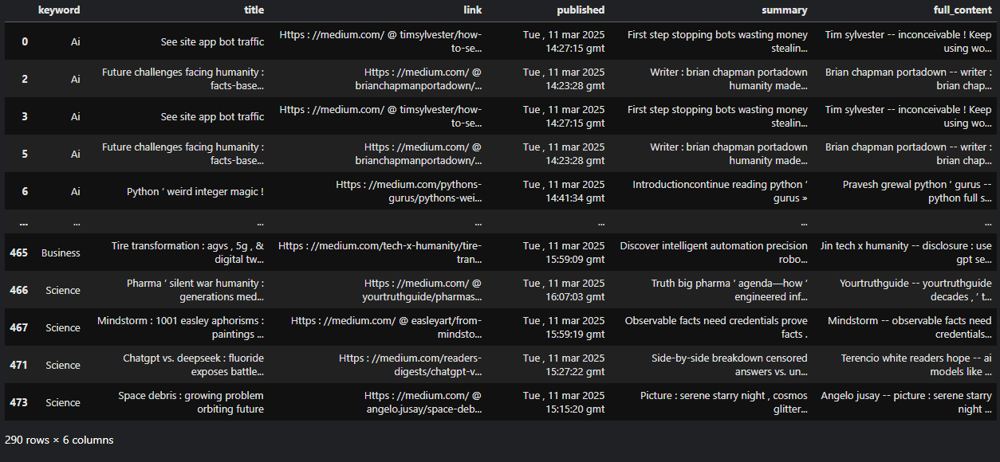 keyword title link published summary full_content
0 Ai See site app bot traffic Https : //medium.com/ @ timsylvester/how-to-se... Tue , 11 mar 2025 14:27:15 gmt First step stopping bots wasting money stealin... Tim sylvester -- inconceivable ! Keep using wo...
2 Ai Future challenges facing humanity : facts-base... Https : //medium.com/ @ brianchapmanportadown/... Tue , 11 mar 2025 14:23:28 gmt Writer : brian chapman portadown humanity made... Brian chapman portadown -- writer : brian chap...
3 Ai See site app bot traffic Https : //medium.com/ @ timsylvester/how-to-se... Tue , 11 mar 2025 14:27:15 gmt First step stopping bots wasting money stealin... Tim sylvester -- inconceivable ! Keep using wo...
5 Ai Future challenges facing humanity : facts-base... Https : //medium.com/ @ brianchapmanportadown/... Tue , 11 mar 2025 14:23:28 gmt Writer : brian chapman portadown humanity made... Brian chapman portadown -- writer : brian chap...
6 Ai Python ‘ weird integer magic ! Https : //medium.com/pythons-gurus/pythons-wei... Tue , 11 mar 2025 14:41:34 gmt Introductioncontinue reading python ‘ gurus » Pravesh grewal python ‘ gurus -- python full s...
... ... ... ... ... ... ...
465 Business Tire transformation : agvs , 5g , & digital tw... Https : //medium.com/tech-x-humanity/tire-tran... Tue , 11 mar 2025 15:59:09 gmt Discover intelligent automation precision robo... Jin tech x humanity -- disclosure : use gpt se...
466 Science Pharma ‘ silent war humanity : generations med... Https : //medium.com/ @ yourtruthguide/pharmas... Tue , 11 mar 2025 16:07:03 gmt Truth big pharma ‘ agenda—how ‘ engineered inf... Yourtruthguide -- yourtruthguide decades , ‘ t...
467 Science Mindstorm : 1001 easley aphorisms : paintings ... Https : //medium.com/ @ easleyart/from-mindsto... Tue , 11 mar 2025 15:59:19 gmt Observable facts need credentials prove facts . Mindstorm -- observable facts need credentials...
471 Science Chatgpt vs. deepseek : fluoride exposes battle... Https : //medium.com/readers-digests/chatgpt-v... Tue , 11 mar 2025 15:27:22 gmt Side-by-side breakdown censored answers vs. un... Terencio white readers hope -- ai models like ...
473 Science Space debris : growing problem orbiting future Https : //medium.com/ @ angelo.jusay/space-deb... Tue , 11 mar 2025 15:15:20 gmt Picture : serene starry night , cosmos glitter... Angelo jusay -- picture : serene starry night ...
290 rows × 6 columns